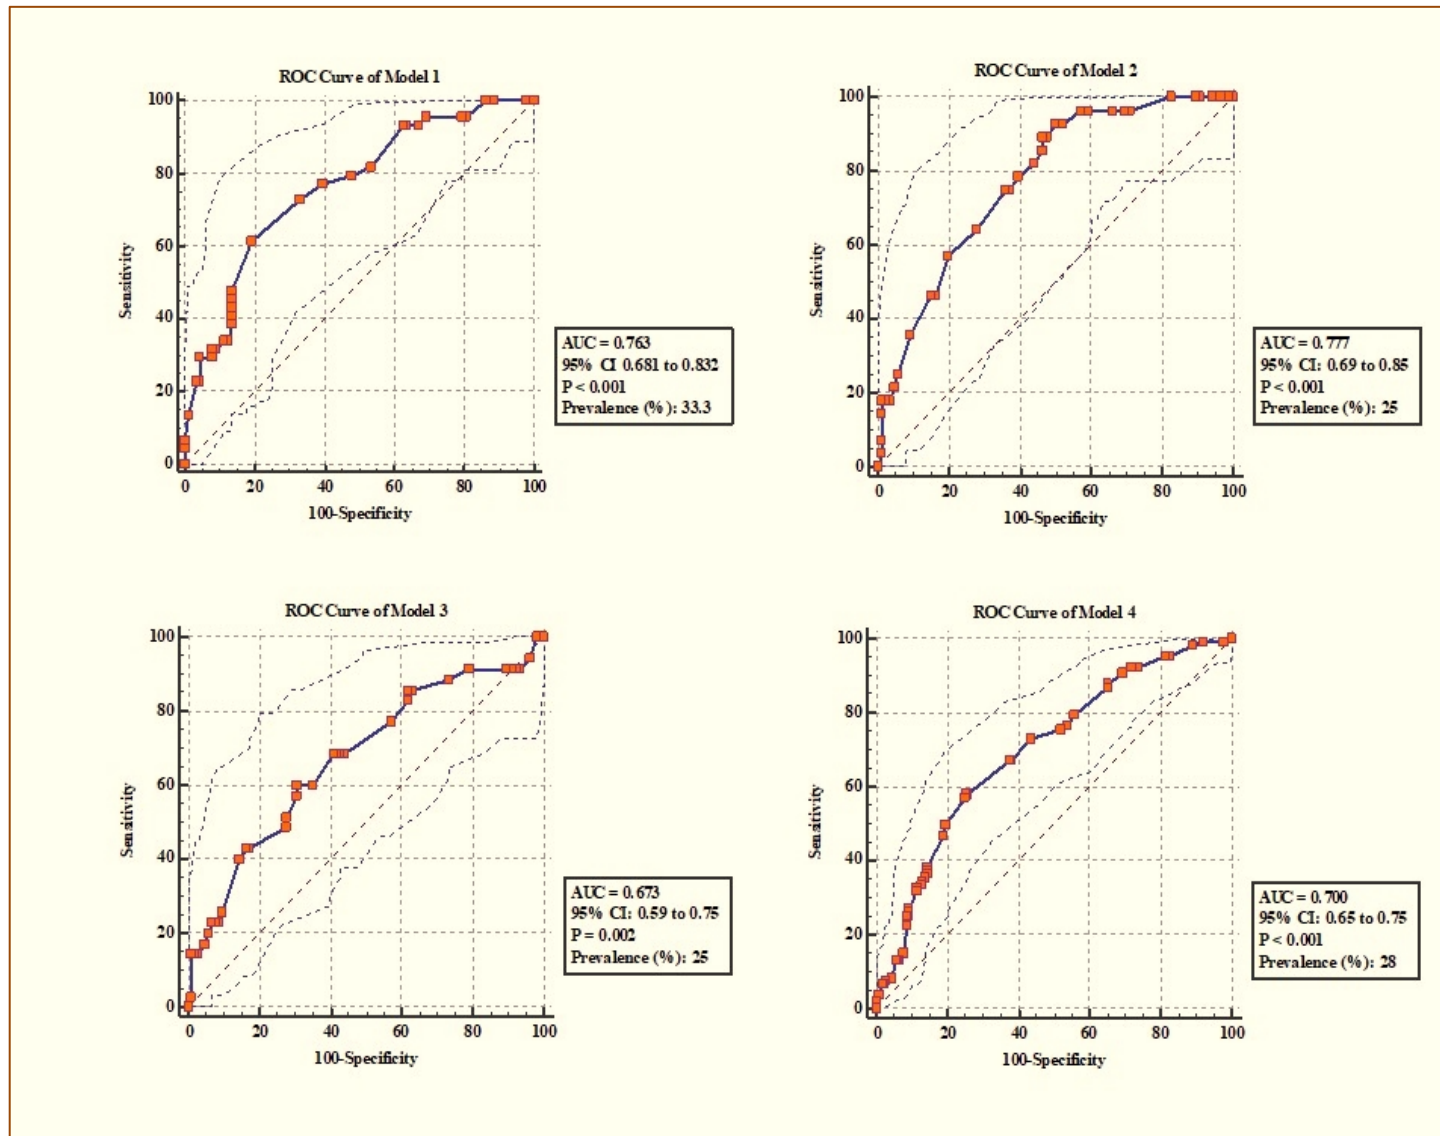 ROC Curve of Model 1
100
80
60
40
20
0
Sensitivity
0 20 40 60 80 100
100-Specificity
AUC = 0.763
95% CI 0.681 to 0.832
P < 0.001
Prevalence (%): 33.3
ROC Curve of Model 2
100
80
60
40
20
0
Sensitivity
0 20 40 60 80 100
100-Specificity
AUC = 0.777
95% CI: 0.69 to 0.85
P < 0.001
Prevalence (%): 25
ROC Curve of Model 3
100
80
60
40
20
0
Sensitivity
0 20 40 60 80 100
100-Specificity
AUC = 0.673
95% CI: 0.59 to 0.75
P = 0.002
Prevalence (%): 25
ROC Curve of Model 4
100
80
60
40
20
0
Sensitivity
0 20 40 60 80 100
100-Specificity
AUC = 0.700
95% CI: 0.65 to 0.75
P < 0.001
Prevalence (%): 28